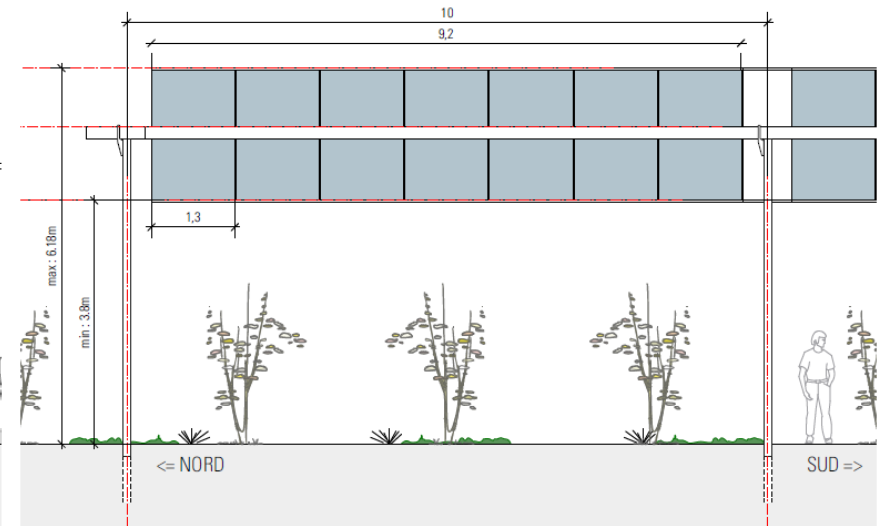 10
9,2
1,3
max : 6.18m
min : 3.8m
<= NORD
SUD =>